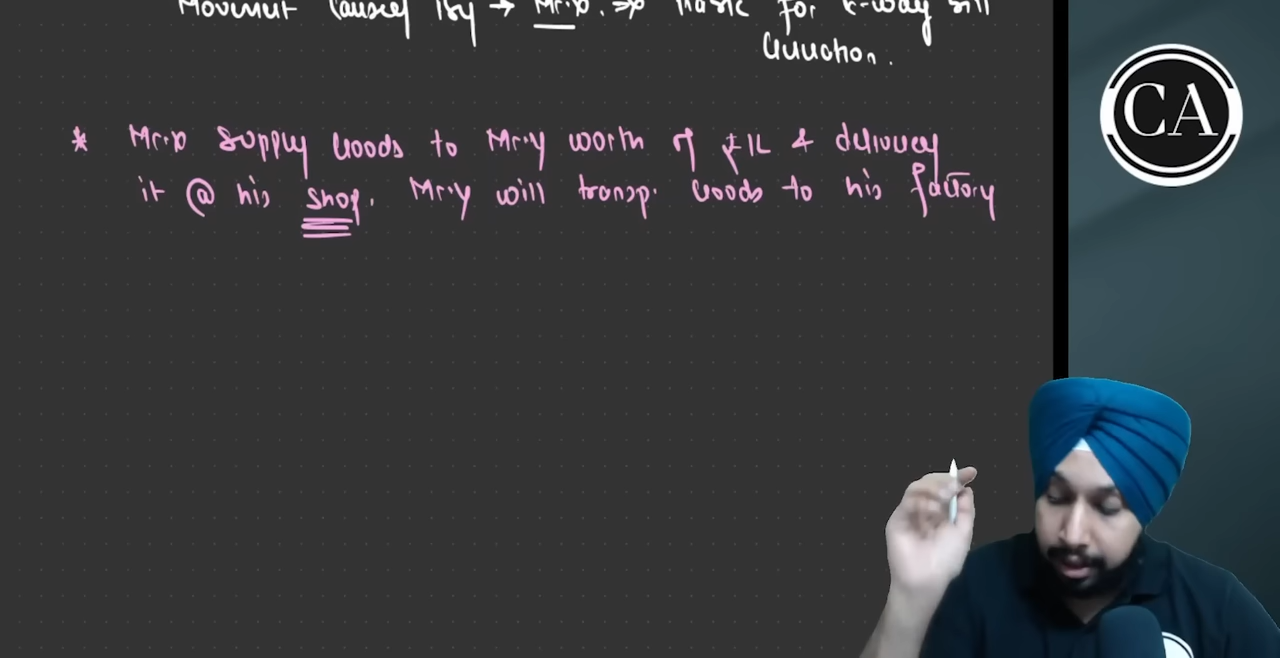 Movement caused by → Mr.X. ⇒ liable for E-way bill
Generation.
CA
* Mr.X supply Goods to Mr.Y worth of ₹1L & delivery
it @ his shop. Mr.Y will transp. Goods to his factory